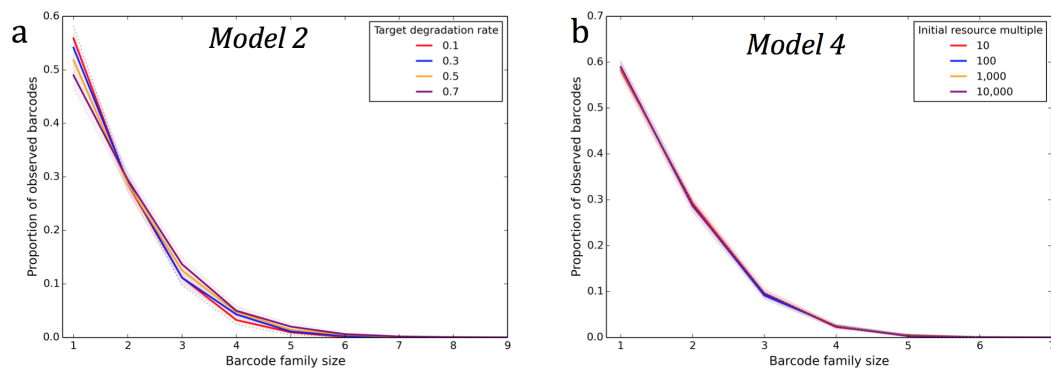 a
Model 2
Target degradation rate
0.1
0.3
0.5
0.7
Proportion of observed barcodes
0.6
0.5
0.4
0.3
0.2
0.1
0.0
1 2 3 4 5 6 7 8 9
Barcode family size
b
Model 4
Initial resource multiple
10
100
1,000
10,000
Proportion of observed barcodes
0.7
0.6
0.5
0.4
0.3
0.2
0.1
0.0
1 2 3 4 5 6 7
Barcode family size